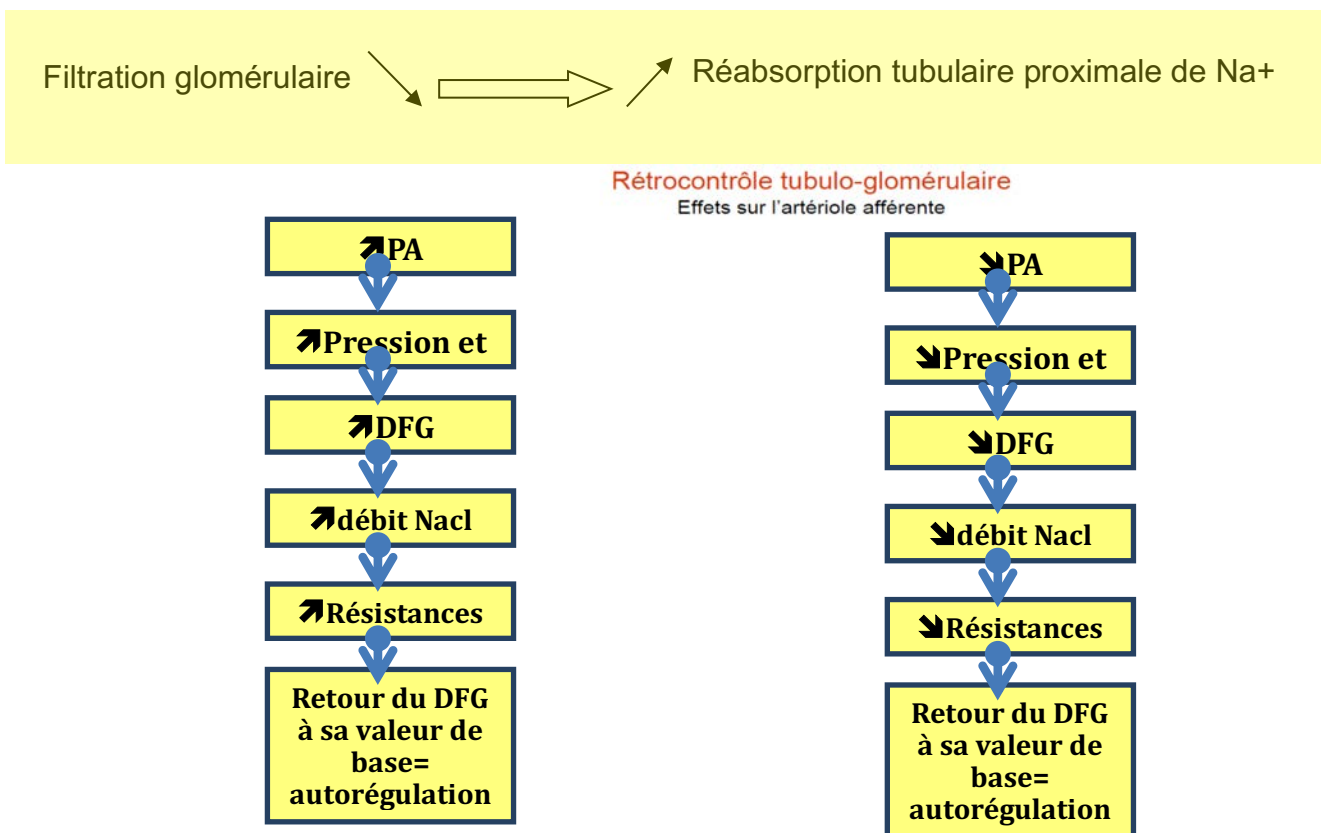 Filtration glomérulaire
Réabsorption tubulaire proximale de Na+
Rétrocontrôle tubulo-glomérulaire
Effets sur l'artériole afférente
PA
Pression et
DFG
débit Nacl
Résistances
Retour du DFG
à sa valeur de
base=
autorégulation
PA
Pression et
DFG
débit Nacl
Résistances
Retour du DFG
à sa valeur de
base=
autorégulation